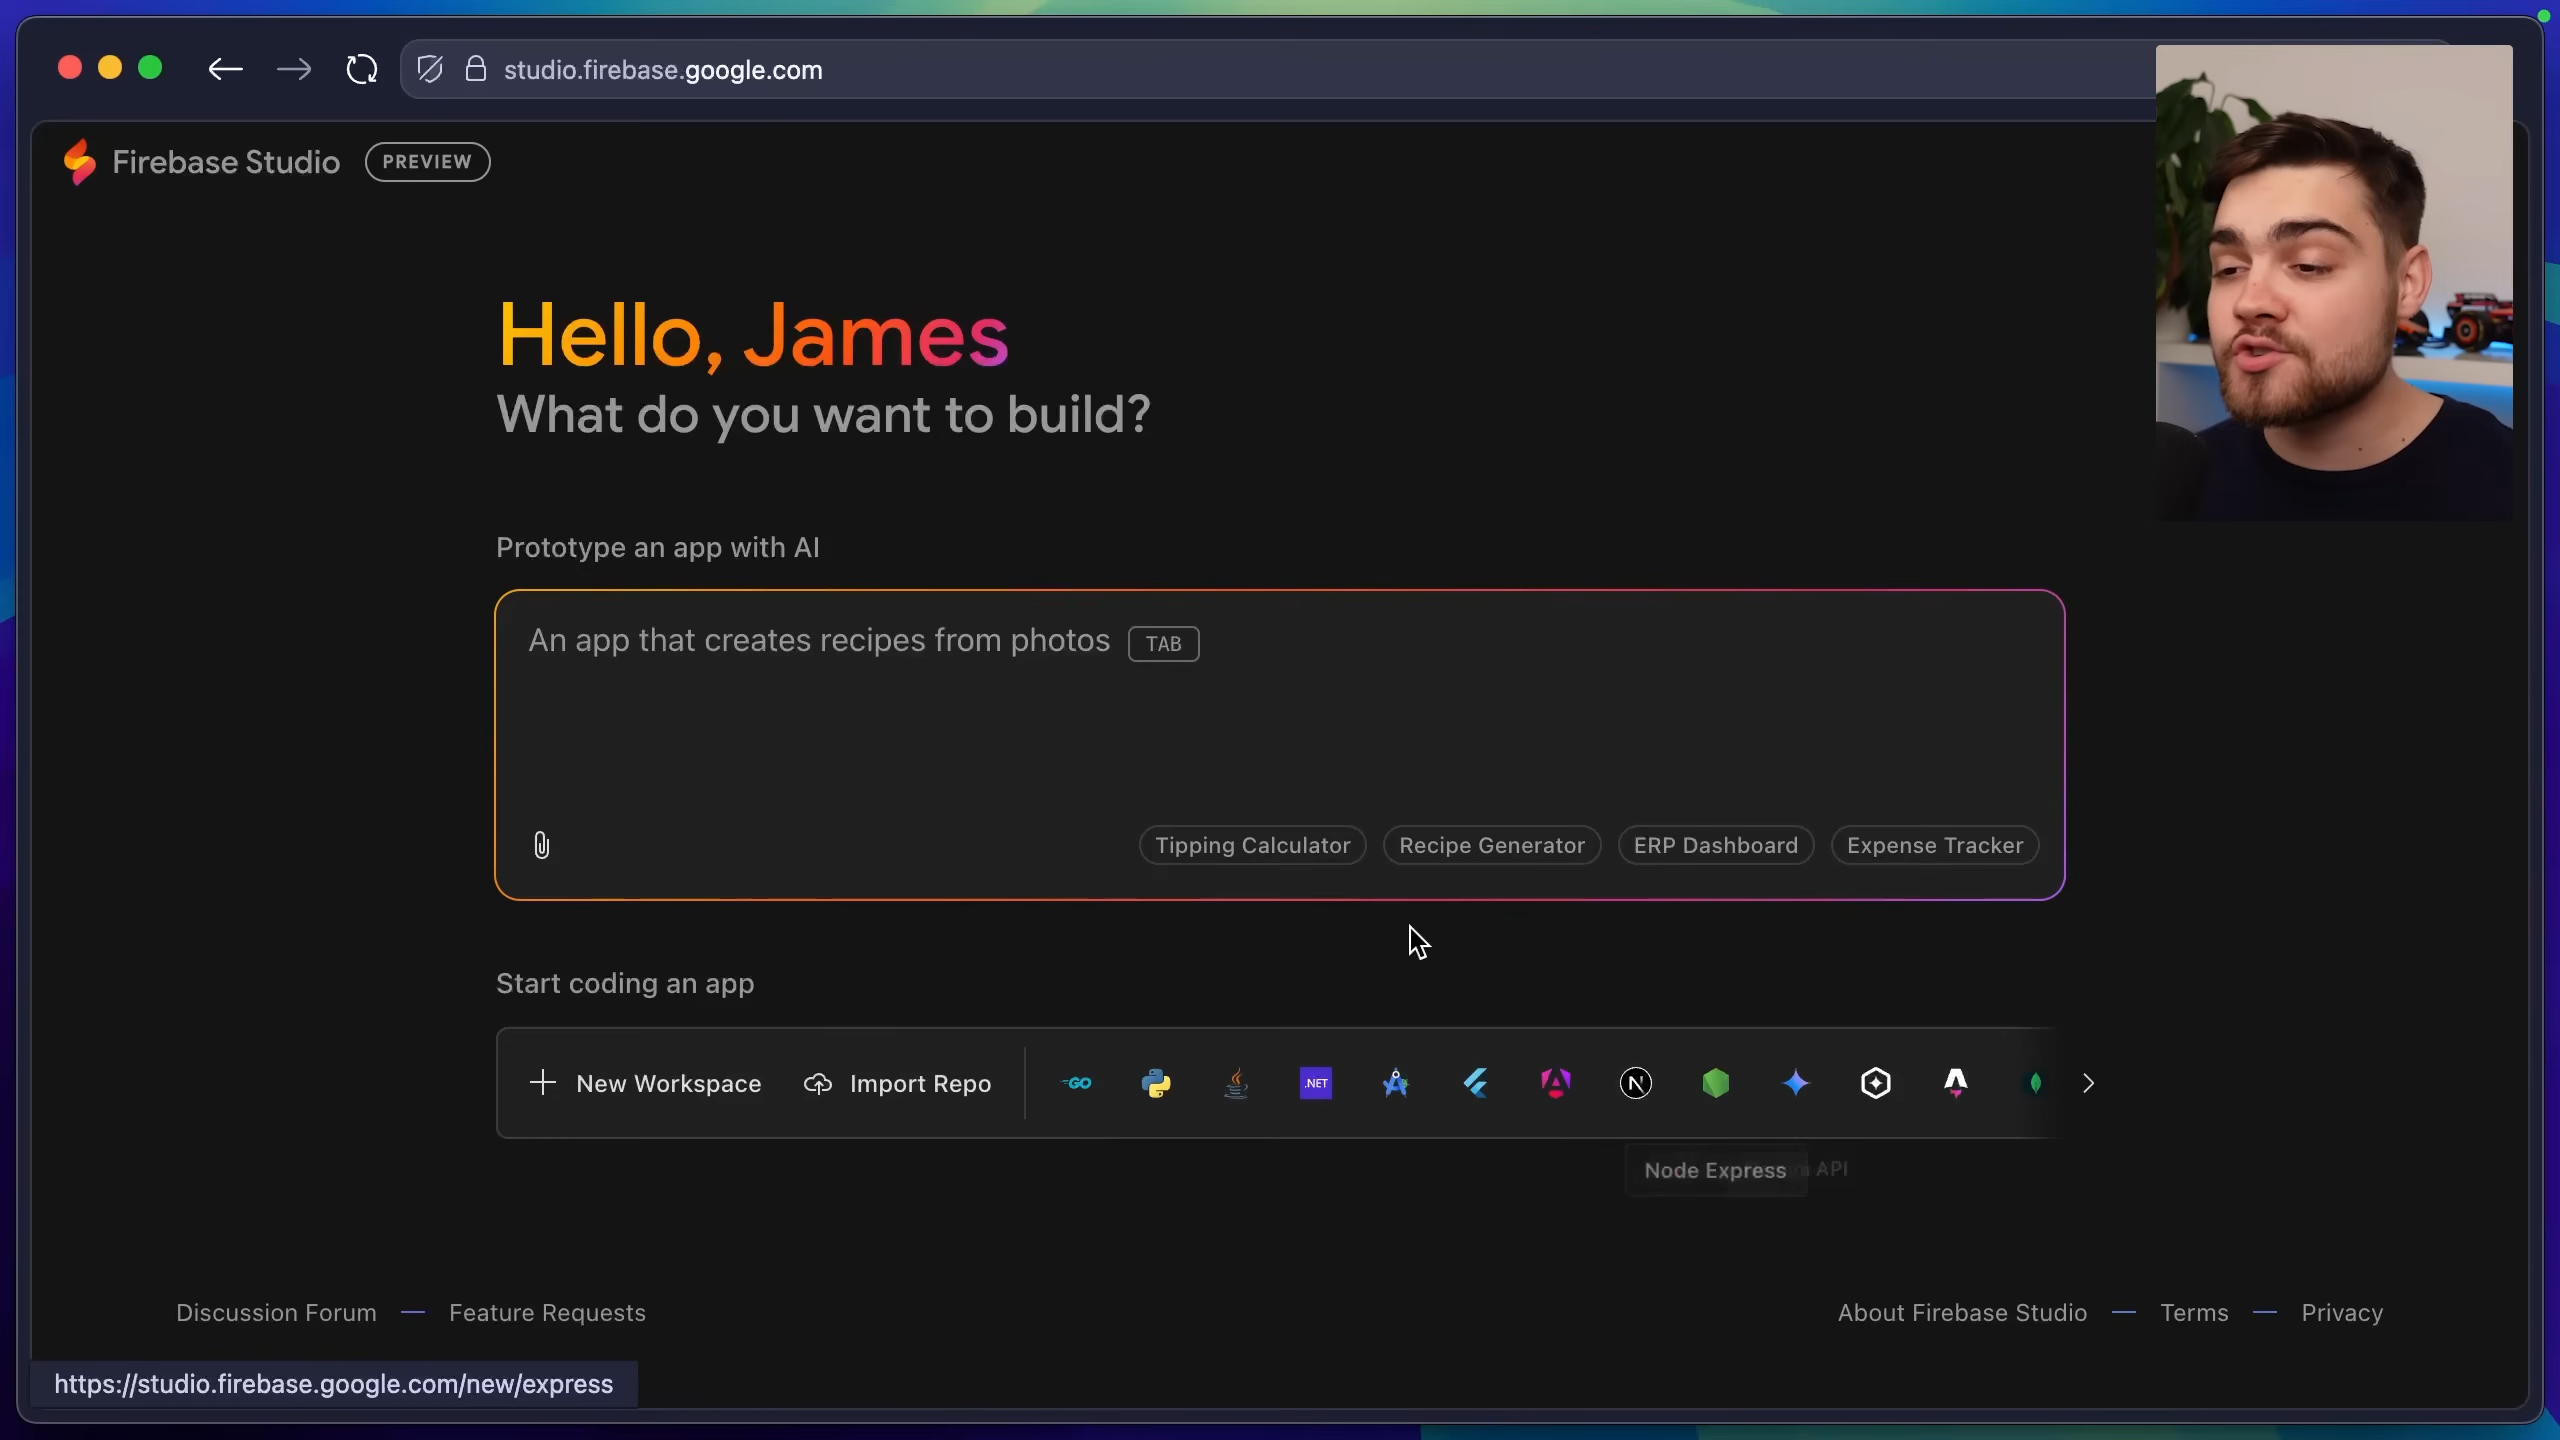 studio.firebase.google.com
Firebase Studio PREVIEW
Hello, James
What do you want to build?
Prototype an app with AI
An app that creates recipes from photos TAB
Tipping Calculator Recipe Generator ERP Dashboard Expense Tracker
Start coding an app
New Workspace Import Repo GO .NET N
Node Express API
Discussion Forum — Feature Requests About Firebase Studio — Terms — Privacy
https://studio.firebase.google.com/new/express